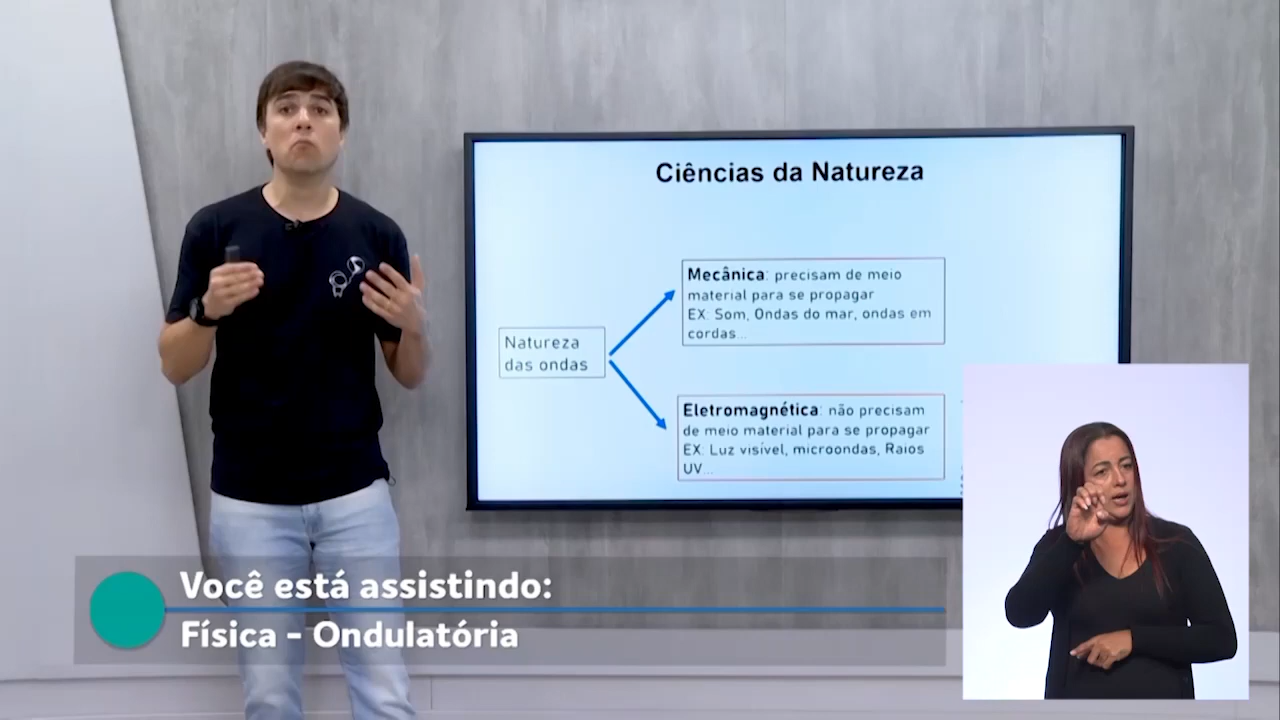 Ciências da Natureza
Mecânica: precisam de meio
material para se propagar
EX: Som, Ondas do mar, ondas em
cordas...
Natureza
das ondas
Eletromagnética: não precisam
de meio material para se propagar
EX: Luz visível, microondas, Raios
UV...
Você está assistindo:
Física - Ondulatória